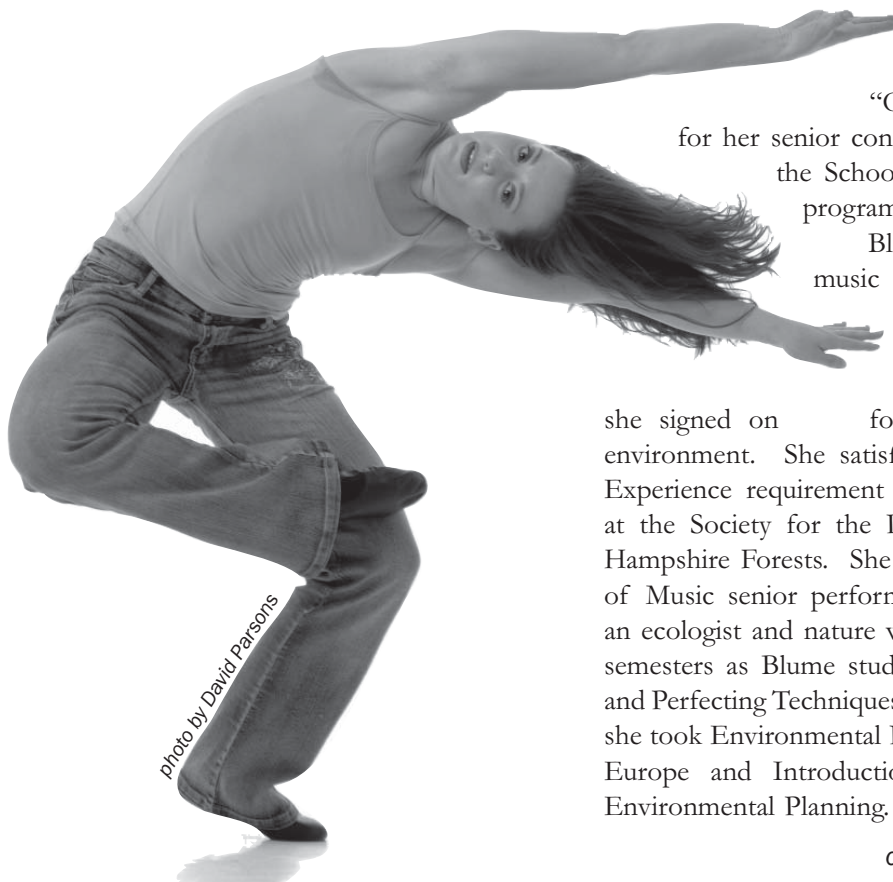 “C
for her senior con
the Schoo
program
Bl
music
she signed on fo
environment. She satisf
Experience requirement
at the Society for the
Hampshire Forests. She
of Music senior perform
an ecologist and nature
semesters as Blume stud
and Perfecting Techniques
she took Environmental
Europe and Introductio
Environmental Planning.
photo by David Parsons